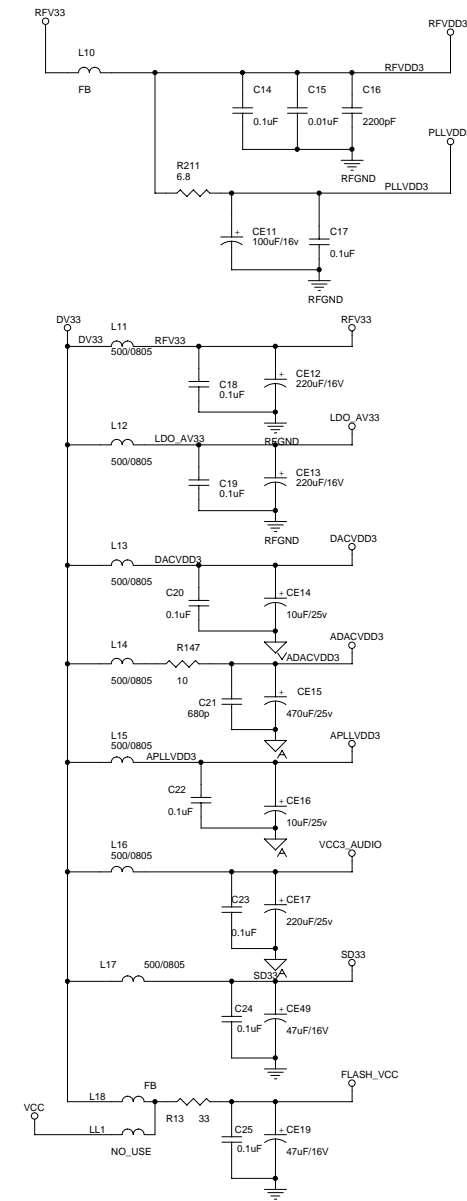 RFV33
RFVDD3
L10
RFVDD3
FB
C14
C15
C16
0.1uF
0.01uF
2200pF
PLLVDD
RFGND
R211
6.8
PLLVDD3
CE11
100uF/16v
C17
0.1uF
RFGND
DV33
RFV33
L11
DV33
RFV33
500/0805
CE12
220uF/16V
C18
0.1uF
LDO_AV33
L12
RFGND
LDO_AV33
500/0805
CE13
220uF/16V
C19
0.1uF
RFGND
DACVDD3
L13
DACVDD3
500/0805
C20
CE14
0.1uF
10uF/25v
V
ADACVDD3
L14
R147
ADACVDD3
500/0805
10
CE15
C21
680p
470uF/25v
A
APLLVDD3
L15
500/0805
APLLVDD3
C22
0.1uF
CE16
10uF/25v
A
VCC3_AUDIO
L16
500/0805
C23
CE17
220uF/25v
0.1uF
A
SD33
L17
500/0805
SD33
C24
CE49
0.1uF
47uF/16V
FLASH_VCC
FB
L18
VCC
R13
33
LL1
C25
CE19
0.1uF
47uF/16V
NO_USE